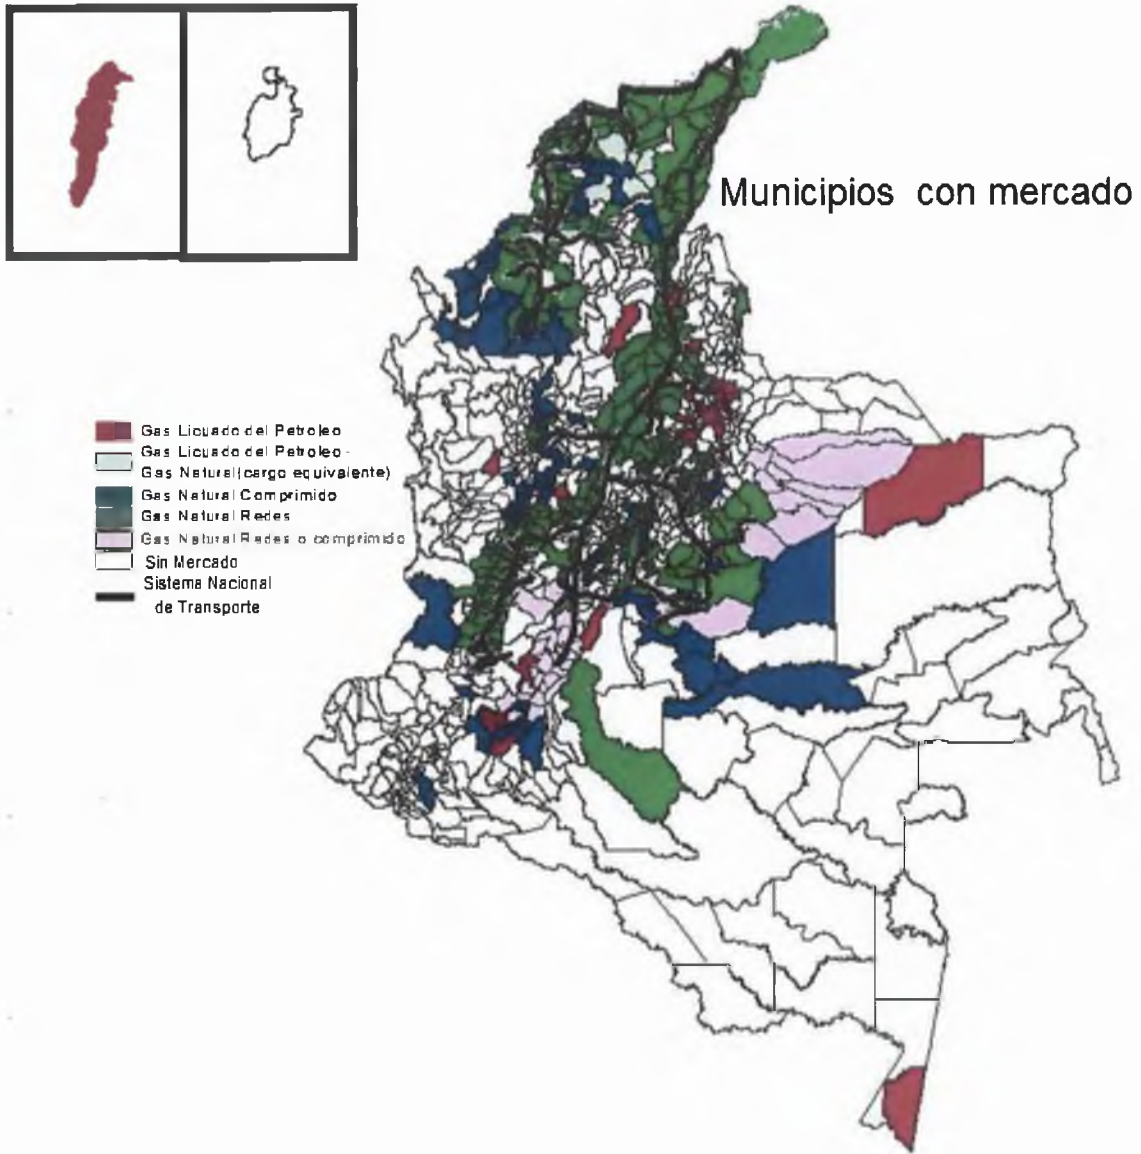 Municipios con mercado
Gas Licuado del Petroleo
Gas Licuado del Petroleo -
Gas Natural (cargo equivalente)
Gas Natural Comprimido
Gas Natural Redes
Gas Natural Redes o comprimido
Sin Mercado
Sistema Nacional
de Transporte